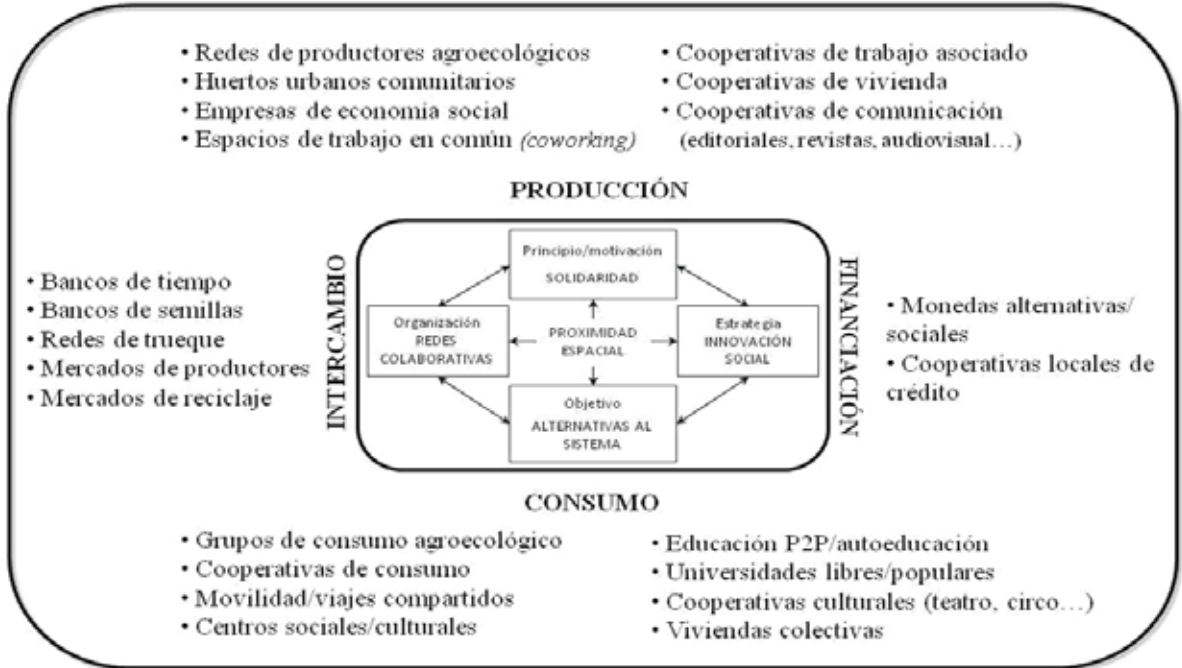 • Redes de productores agroecológicos
• Huertos urbanos comunitarios
• Empresas de economía social
• Espacios de trabajo en común (coworking)
• Cooperativas de trabajo asociado
• Cooperativas de vivienda
• Cooperativas de comunicación
(editoriales, revistas, audiovisual…)
PRODUCCIÓN
• Bancos de tiempo
• Bancos de semillas
• Redes de trueque
• Mercados de productores
• Mercados de reciclaje
INTERCAMBIO
Principio/motivación
SOLIDARIDAD
Organización
REDES
COLABORATIVAS
PROXIMIDAD
ESPACIAL
Estrategia
INNOVACIÓN
SOCIAL
Objetivo
ALTERNATIVAS AL
SISTEMA
FINANCIACIÓN
• Monedas alternativas/
sociales
• Cooperativas locales de
crédito
CONSUMO
• Grupos de consumo agroecológico
• Cooperativas de consumo
• Movilidad/viajes compartidos
• Centros sociales/culturales
• Educación P2P/autoeducación
• Universidades libres/populares
• Cooperativas culturales (teatro, circo…)
• Viviendas colectivas